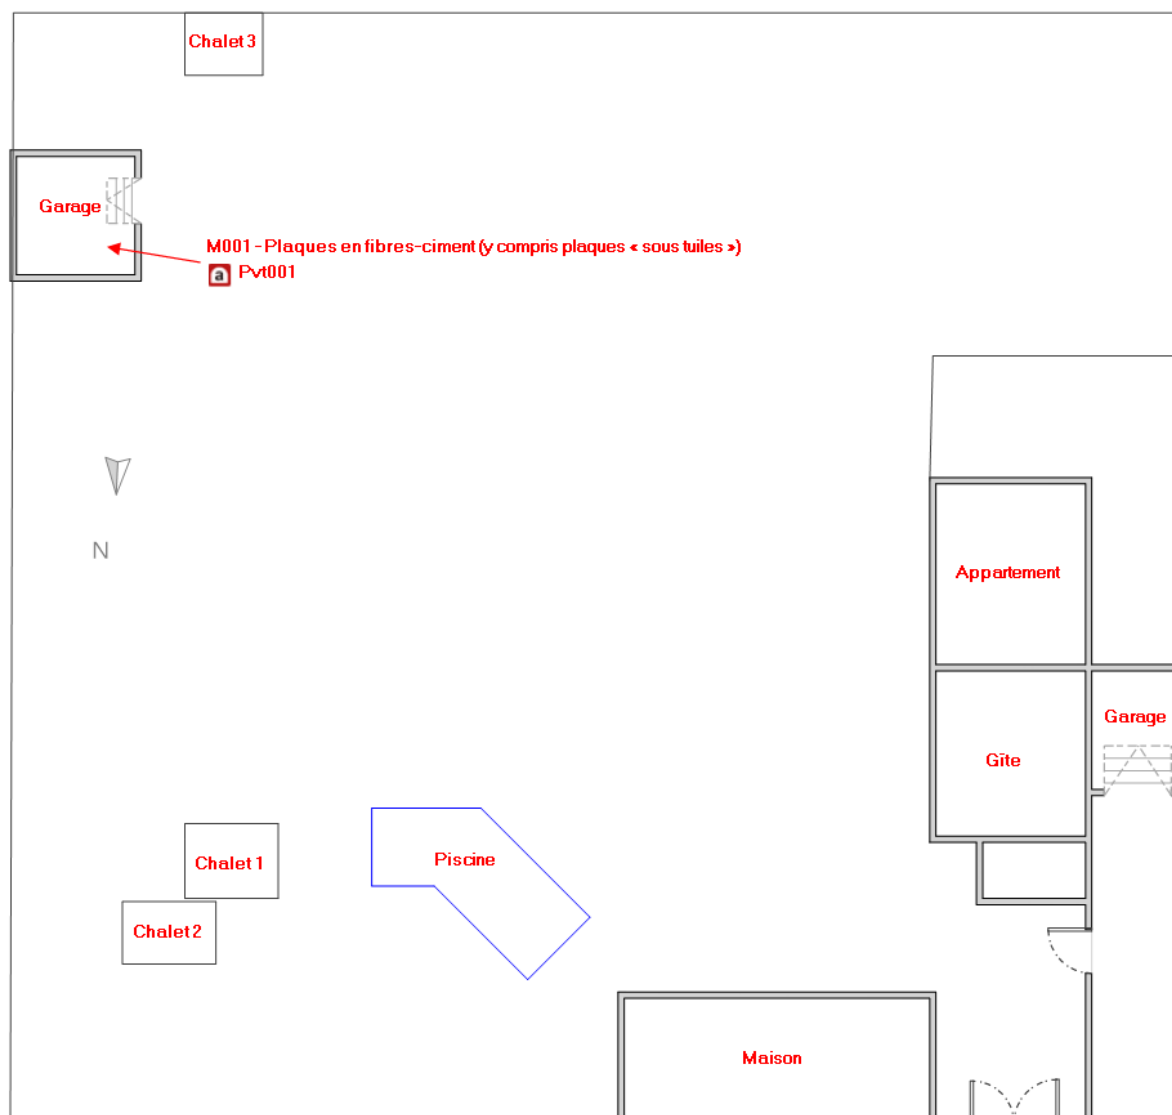 Chalet 3
Garage
M001 - Plaques en fibres-ciment (y compris plaques « sous tuiles »)
a Pvt001
N
Appartement
Garage
Gîte
Piscine
Chalet 1
Chalet 2
Maison